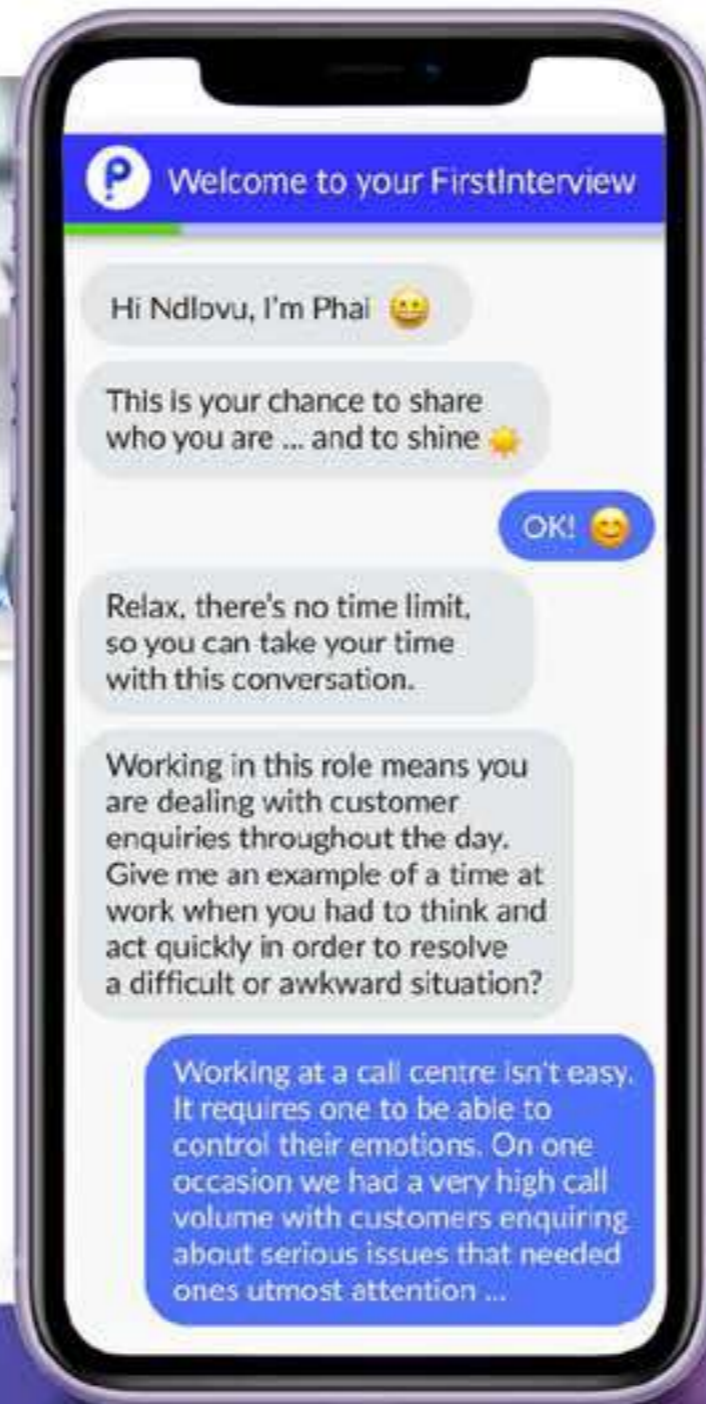 Welcome to your FirstInterview
Hi Ndlovu, I'm Phai 😀
This is your chance to share
who you are ... and to shine ☀️
OK! 😊
Relax, there's no time limit,
so you can take your time
with this conversation.
Working in this role means you
are dealing with customer
enquiries throughout the day.
Give me an example of a time at
work when you had to think and
act quickly in order to resolve
a difficult or awkward situation?
Working at a call centre isn't easy.
It requires one to be able to
control their emotions. On one
occasion we had a very high call
volume with customers enquiring
about serious issues that needed
ones utmost attention ...